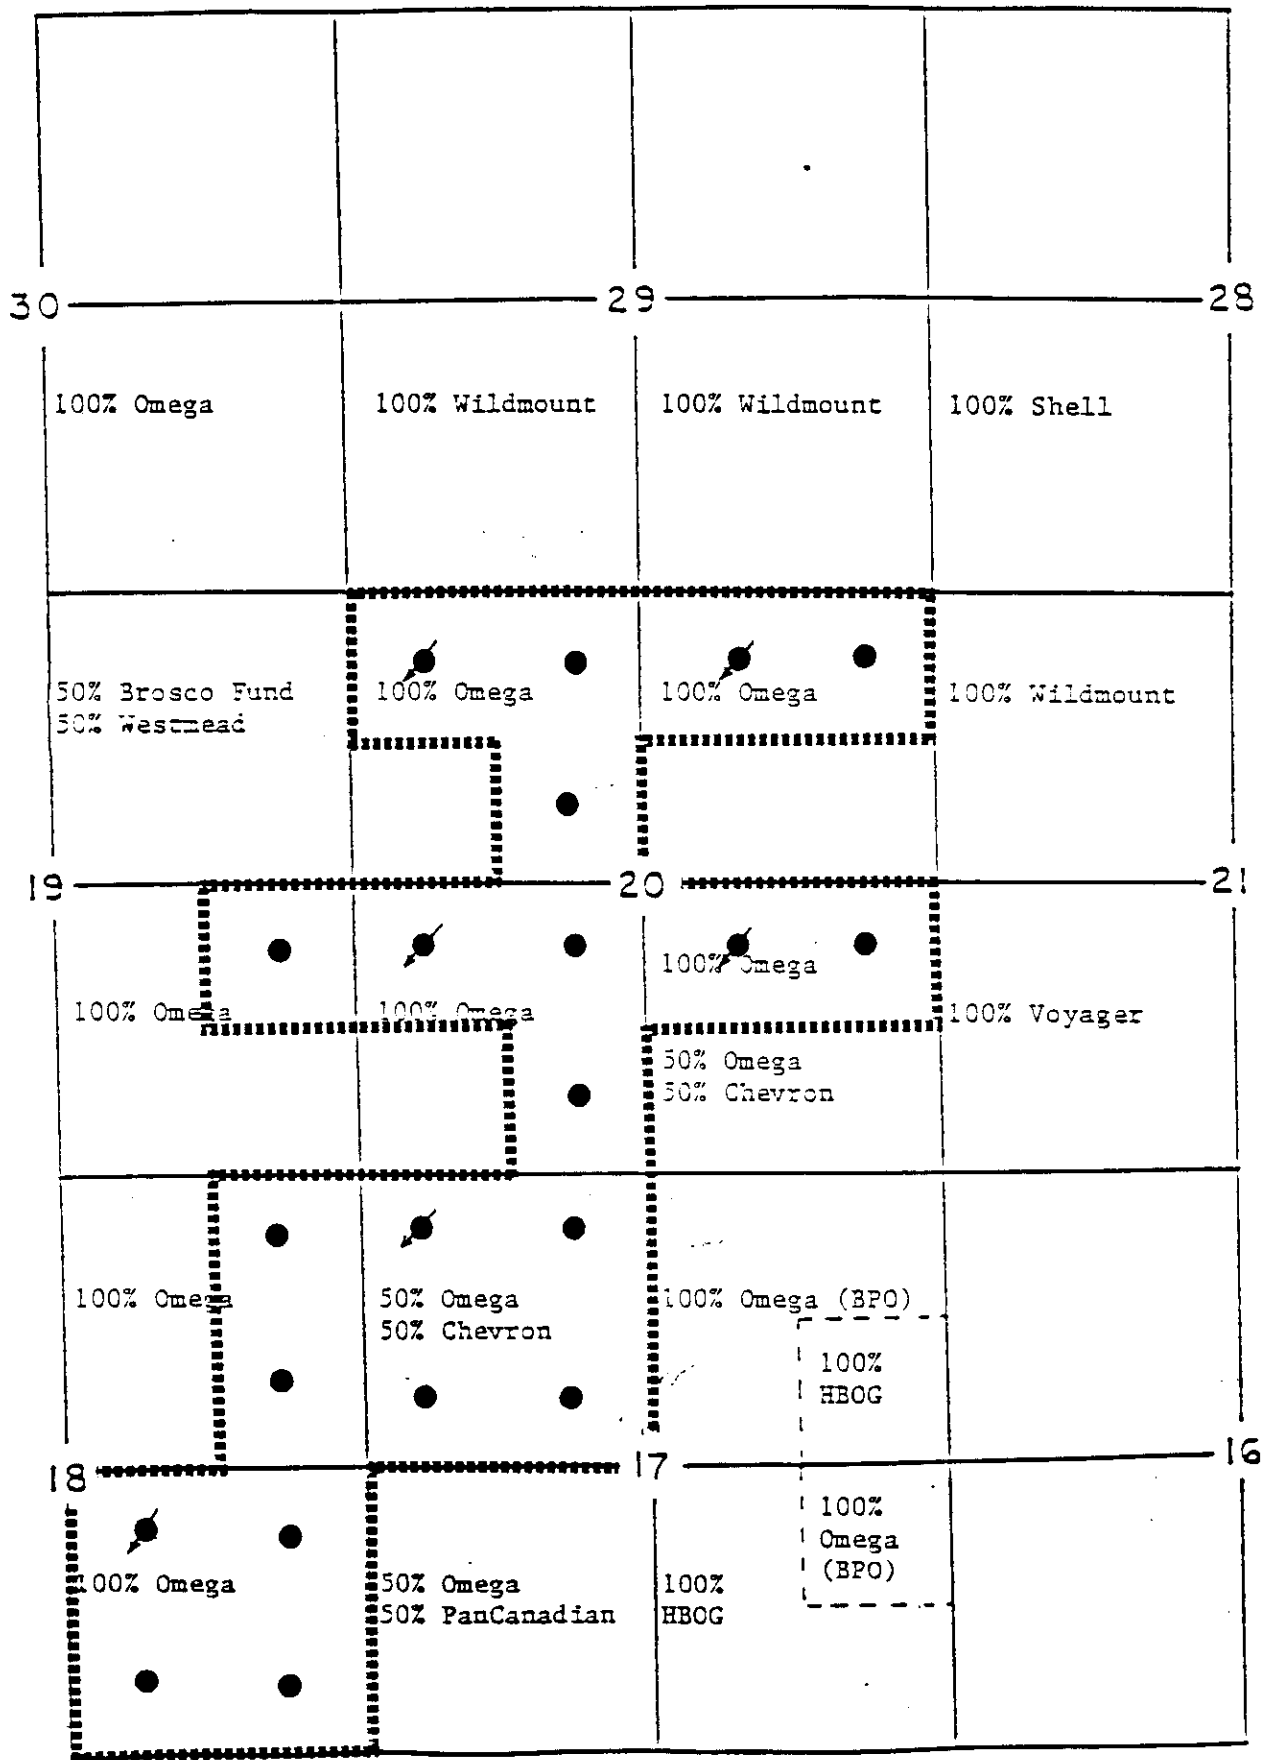 30 29 28
100% Omega 100% Wildmount 100% Wildmount 100% Shell
50% Brosco Fund 100% Omega 100% Omega 100% Wildmount
50% Westmead
19 20 21
100% Omega
100% Omega 100% Omega 100% Voyager
50% Omega
50% Chevron
100% Omega 50% Omega 100% Omega (BPO)
50% Chevron
100%
HBOG
18 17 16
100%
Omega
(BPO)
100% Omega 50% Omega 100%
50% PanCanadian HBOG